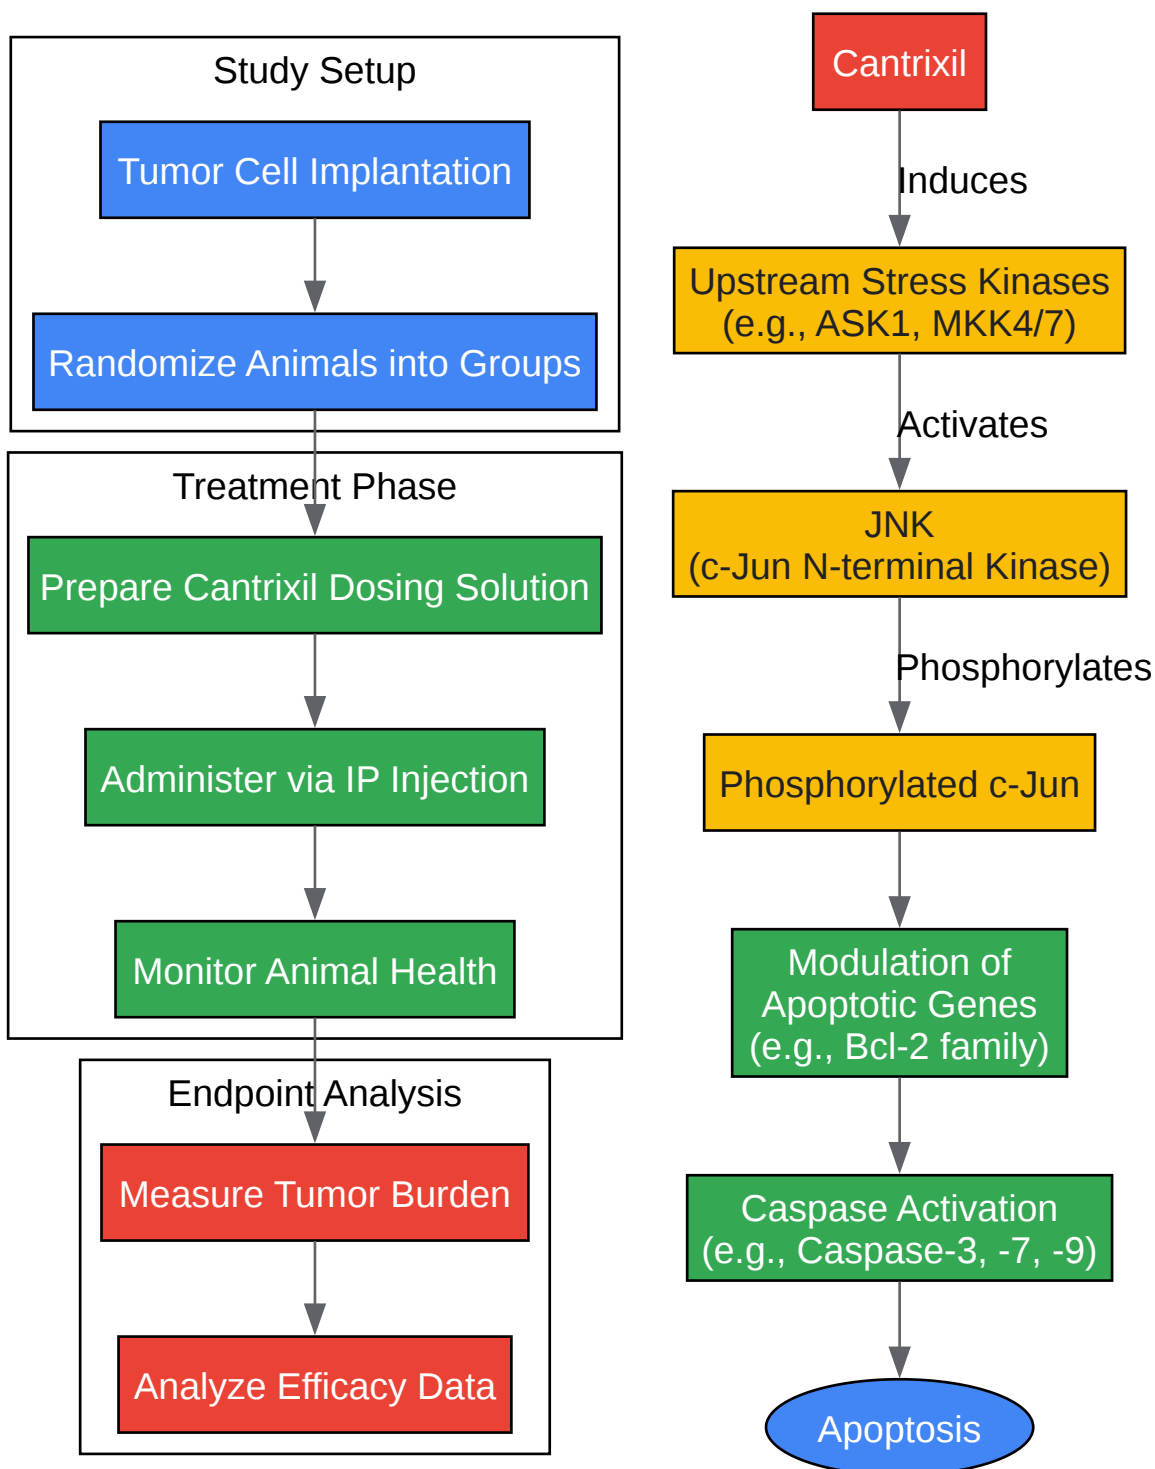 Study Setup
Tumor Cell Implantation
Randomize Animals into Groups
Treatment Phase
Prepare Cantrixil Dosing Solution
Administer via IP Injection
Monitor Animal Health
Endpoint Analysis
Measure Tumor Burden
Analyze Efficacy Data
Cantrixil
Induces
Upstream Stress Kinases
(e.g., ASK1, MKK4/7)
Activates
JNK
(c-Jun N-terminal Kinase)
Phosphorylates
Phosphorylated c-Jun
Modulation of
Apoptotic Genes
(e.g., Bcl-2 family)
Caspase Activation
(e.g., Caspase-3, -7, -9)
Apoptosis